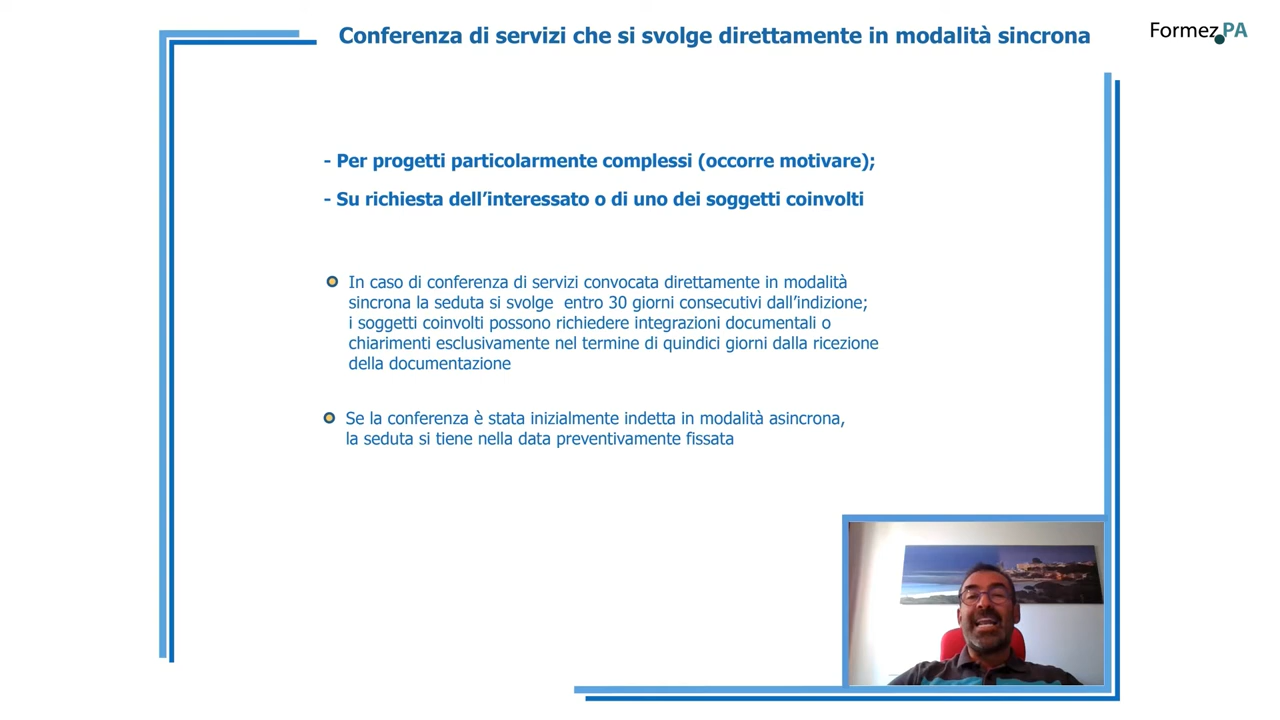 Conferenza di servizi che si svolge direttamente in modalità sincrona
Formez PA
- Per progetti particolarmente complessi (occorre motivare);
- Su richiesta dell’interessato o di uno dei soggetti coinvolti
In caso di conferenza di servizi convocata direttamente in modalità
sincrona la seduta si svolge entro 30 giorni consecutivi dall’indizione;
i soggetti coinvolti possono richiedere integrazioni documentali o
chiarimenti esclusivamente nel termine di quindici giorni dalla ricezione
della documentazione
Se la conferenza è stata inizialmente indetta in modalità asincrona,
la seduta si tiene nella data preventivamente fissata